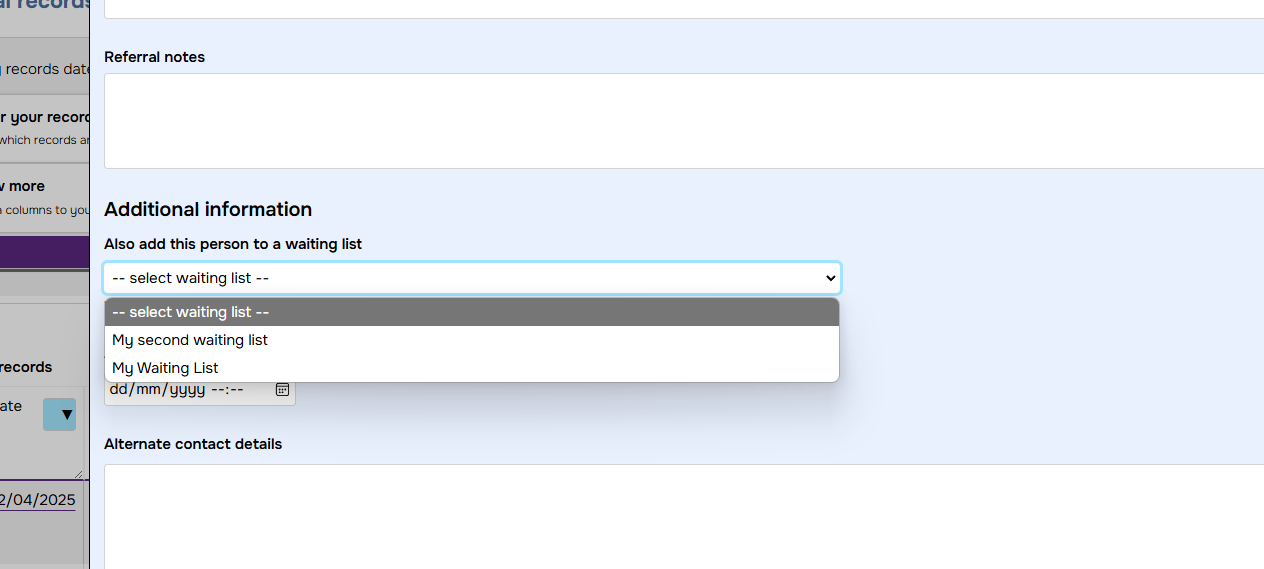 al records
records date
r your record
which records ar
w more
columns to you
records
ate
2/04/2025
Referral notes
Additional information
Also add this person to a waiting list
-- select waiting list --
-- select waiting list --
My second waiting list
My Waiting List
dd/mm/yyyy --:--
Alternate contact details